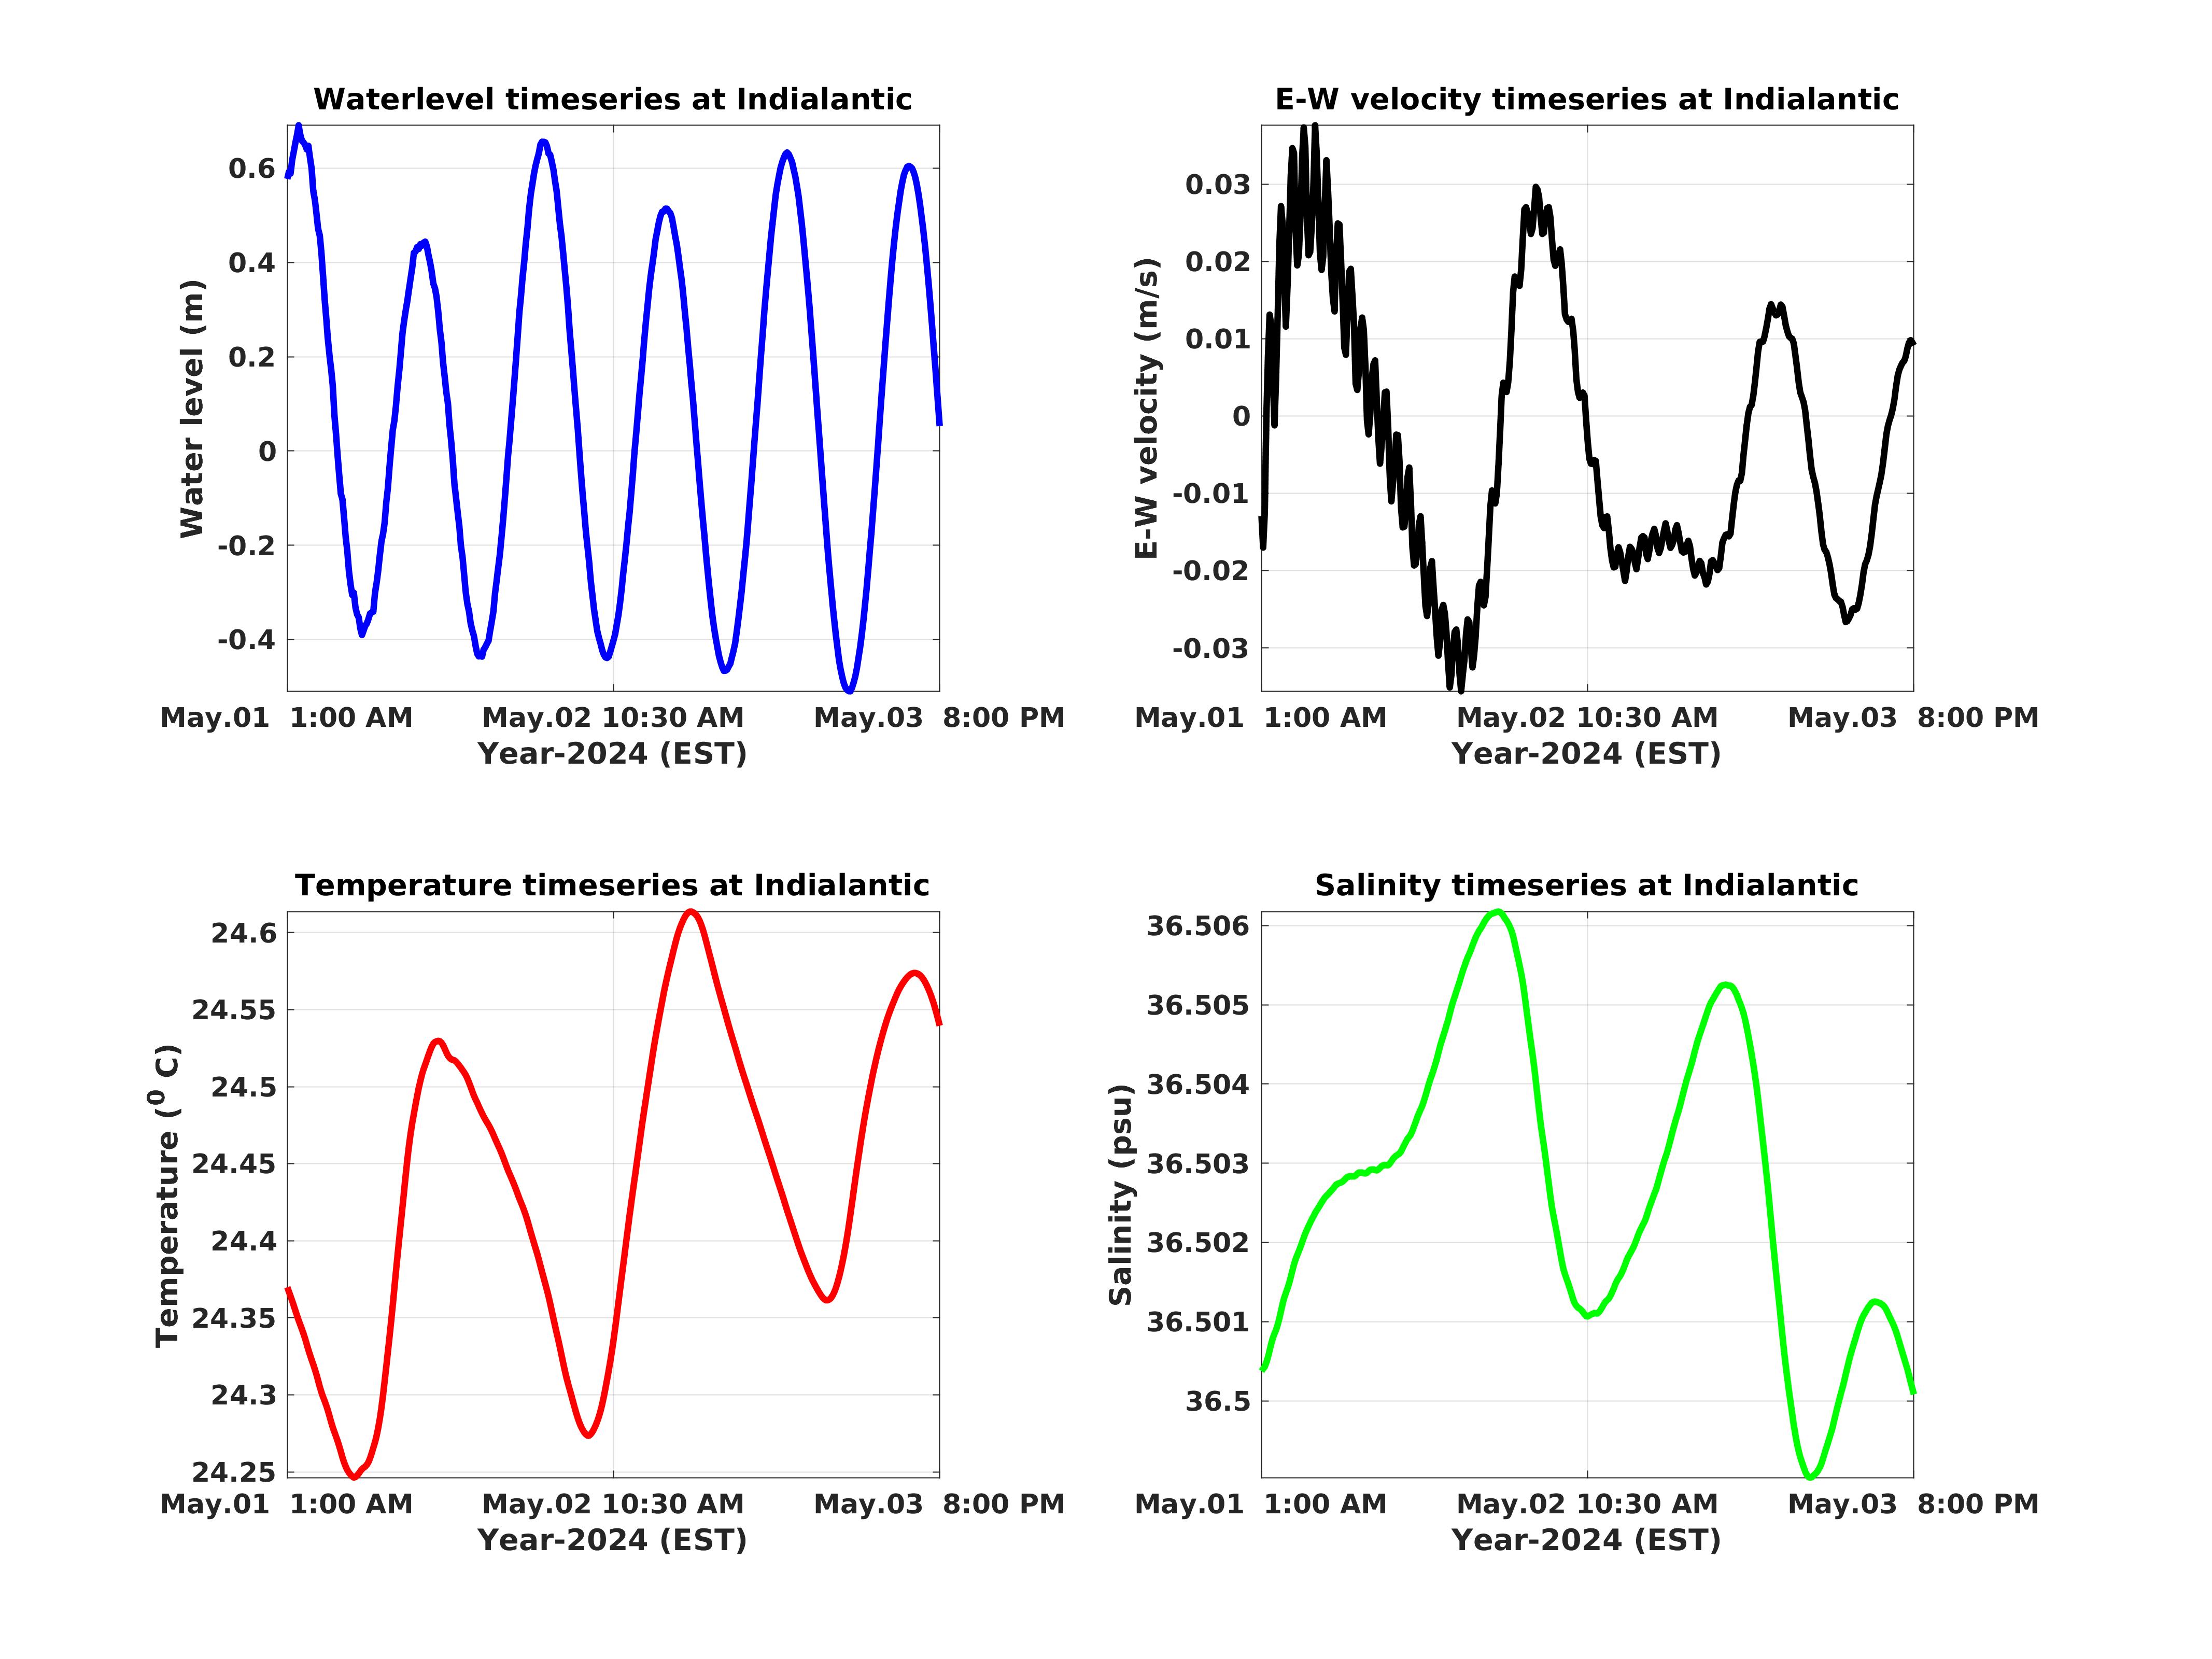 Waterlevel timeseries at Indialantic
0.6
0.4
0.2
0
-0.2
-0.4
Water level (m)
May.01 1:00 AM May.02 10:30 AM May.03 8:00 PM
Year-2024 (EST)
E-W velocity timeseries at Indialantic
0.03
0.02
0.01
0
-0.01
-0.02
-0.03
E-W velocity (m/s)
May.01 1:00 AM May.02 10:30 AM May.03 8:00 PM
Year-2024 (EST)
Temperature timeseries at Indialantic
24.6
24.55
24.5
24.45
24.4
24.35
24.3
24.25
Temperature (⁰ C)
May.01 1:00 AM May.02 10:30 AM May.03 8:00 PM
Year-2024 (EST)
Salinity timeseries at Indialantic
36.506
36.505
36.504
36.503
36.502
36.501
36.5
Salinity (psu)
May.01 1:00 AM May.02 10:30 AM May.03 8:00 PM
Year-2024 (EST)